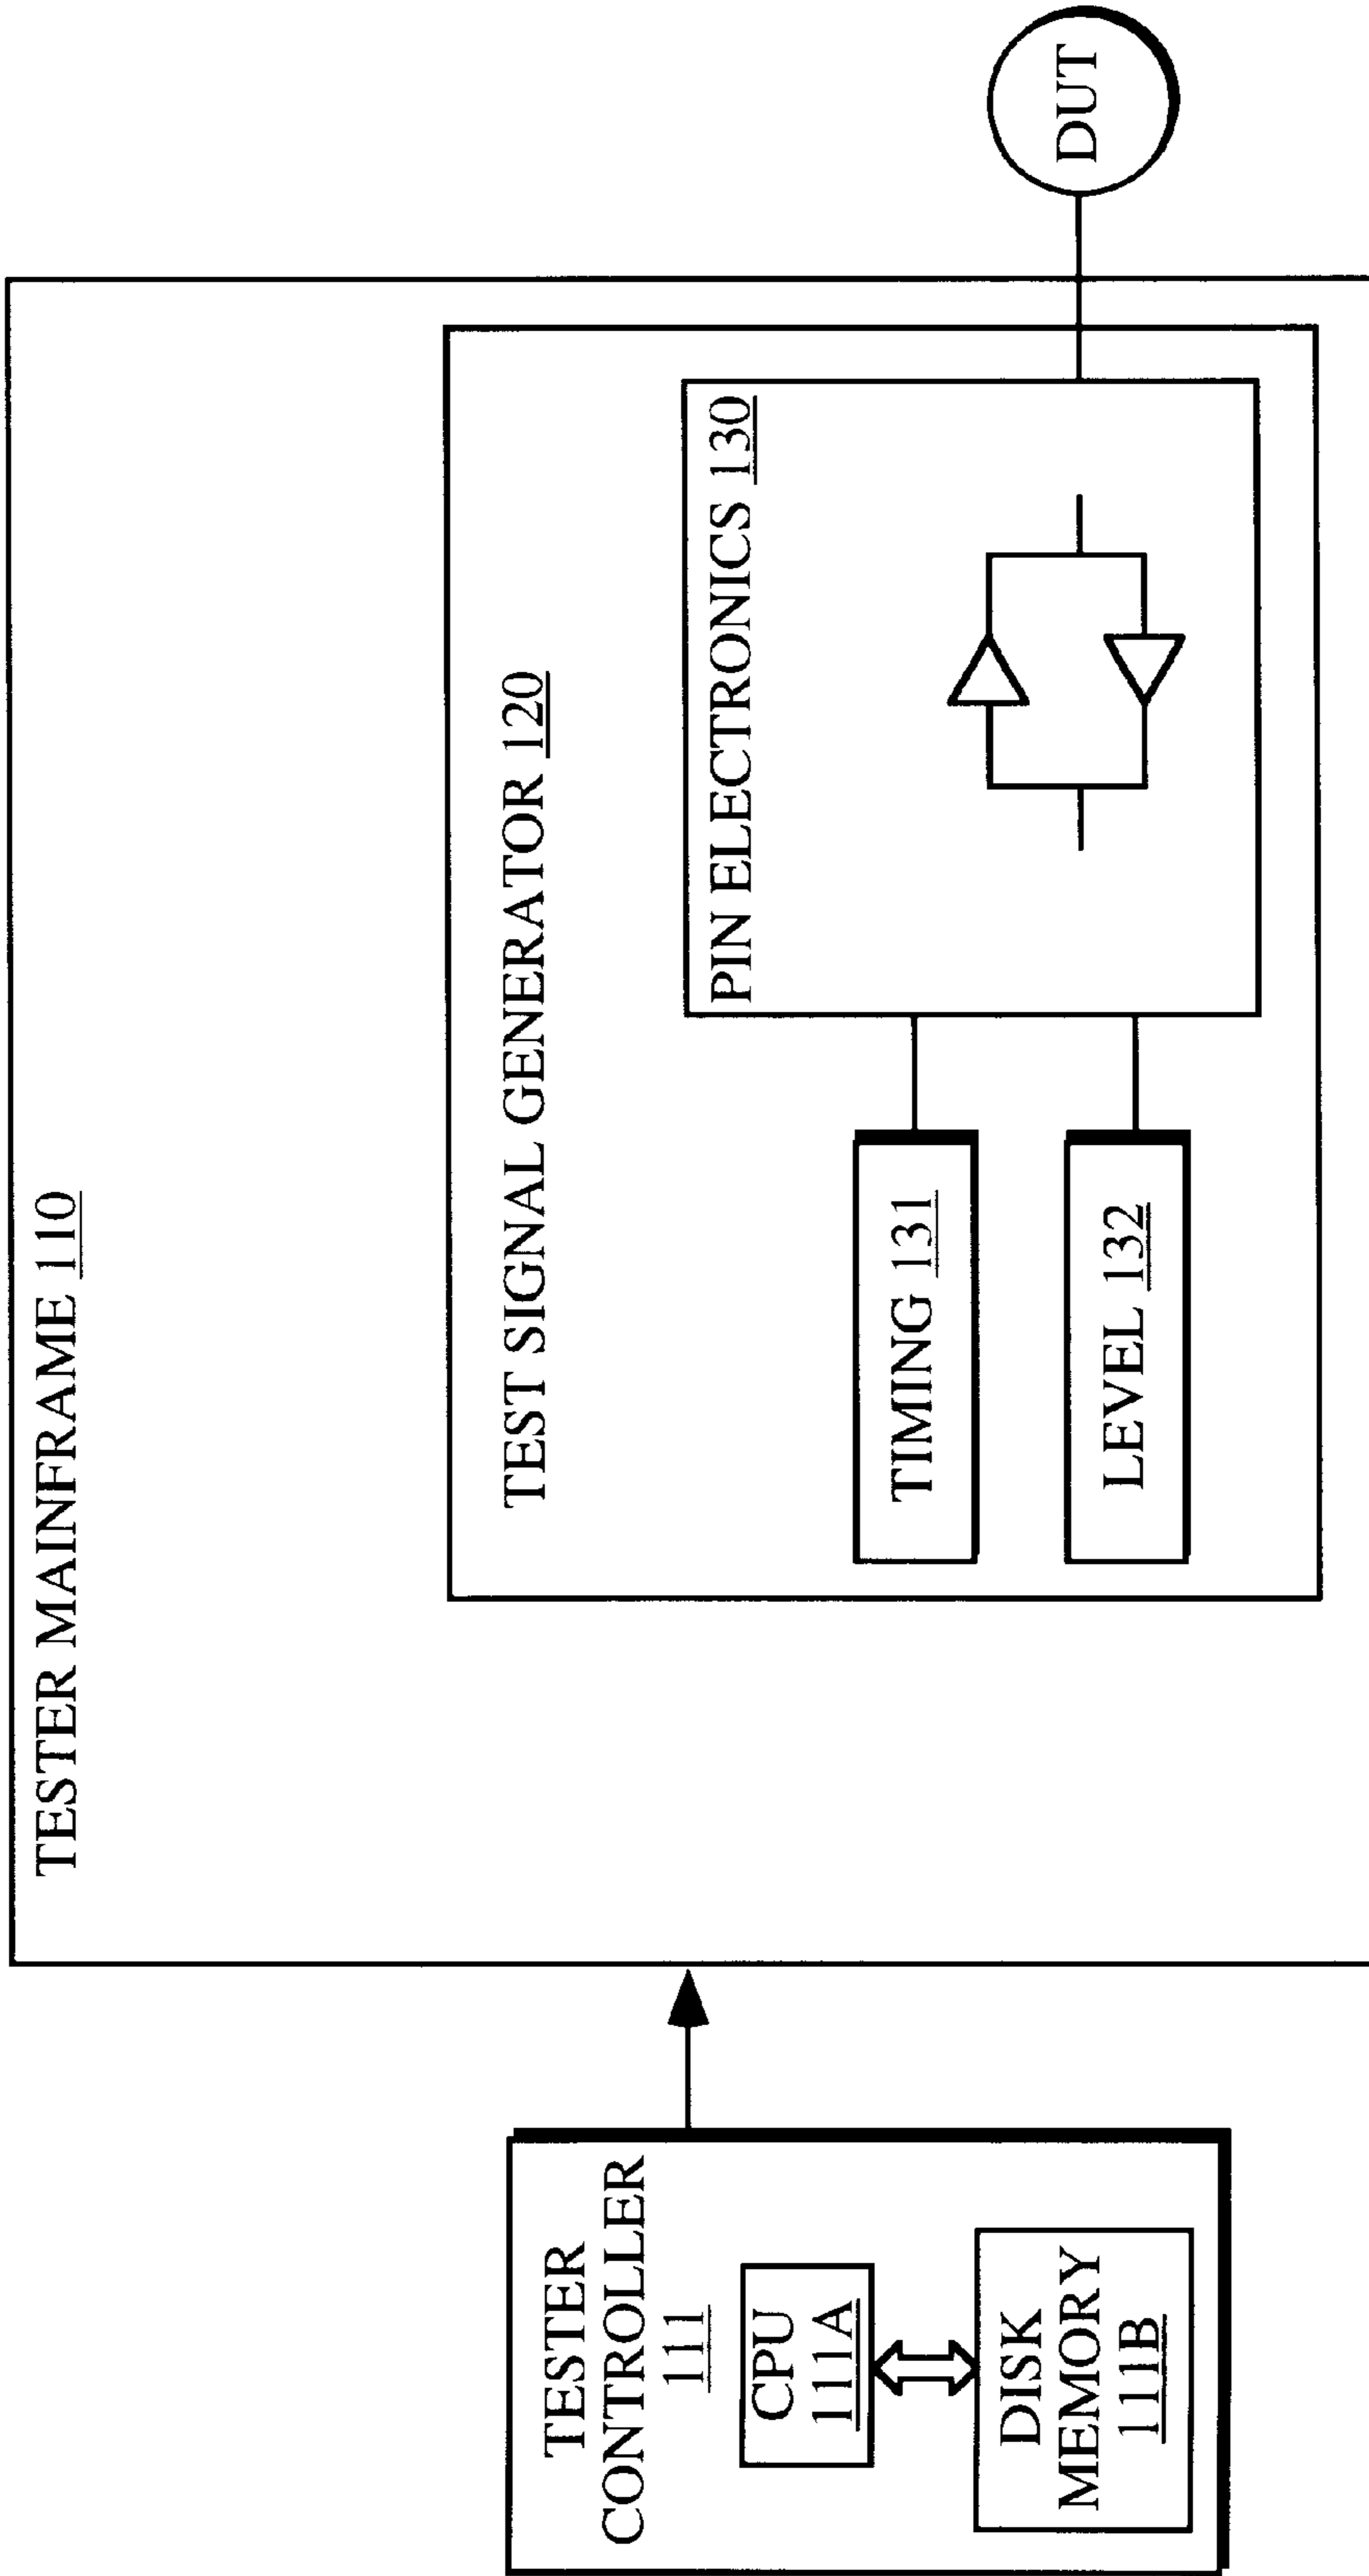 TESTER MAINFRAME 110
TESTER
CONTROLLER
111
CPU
111A
DISK
MEMORY
111B
TEST SIGNAL GENERATOR 120
TIMING 131
LEVEL 132
PIN ELECTRONICS 130
DUT